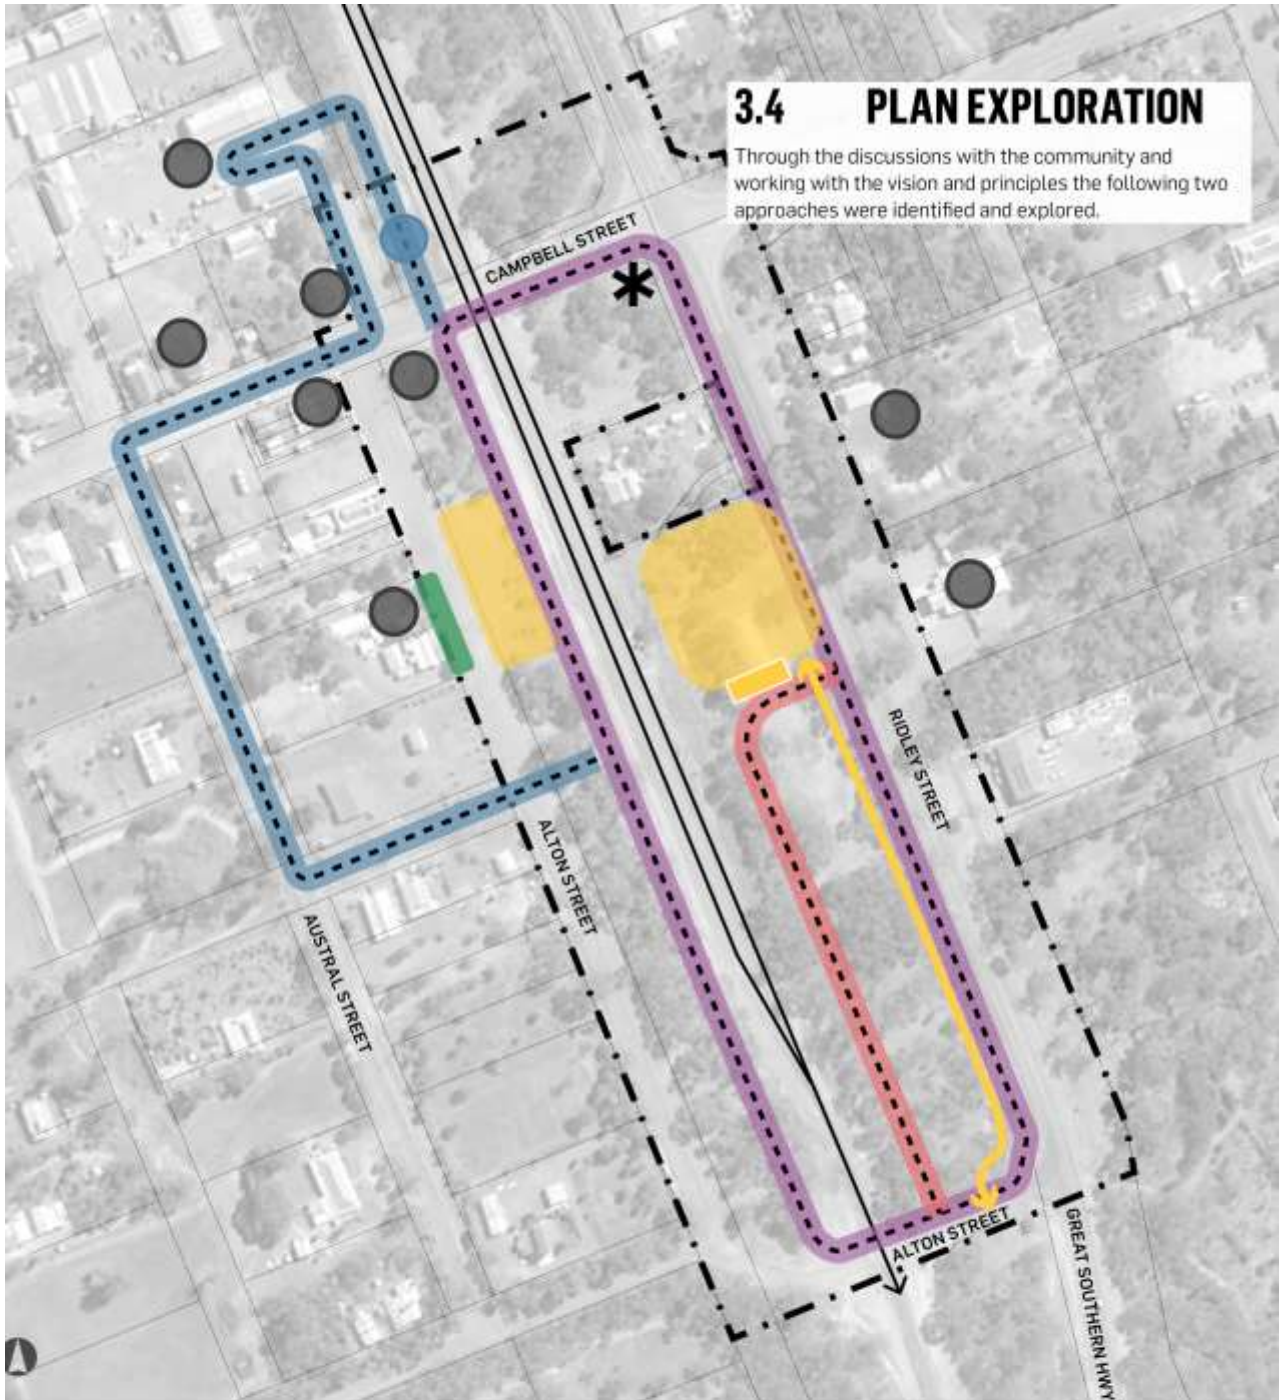 3.4 PLAN EXPLORATION
Through the discussions with the community and
working with the vision and principles the following two
approaches were identified and explored.
CAMPBELL STREET
RIDLEY STREET
ALTON STREET
AUSTRAL STREET
ALTON STREET
GREAT SOUTHERN HWY